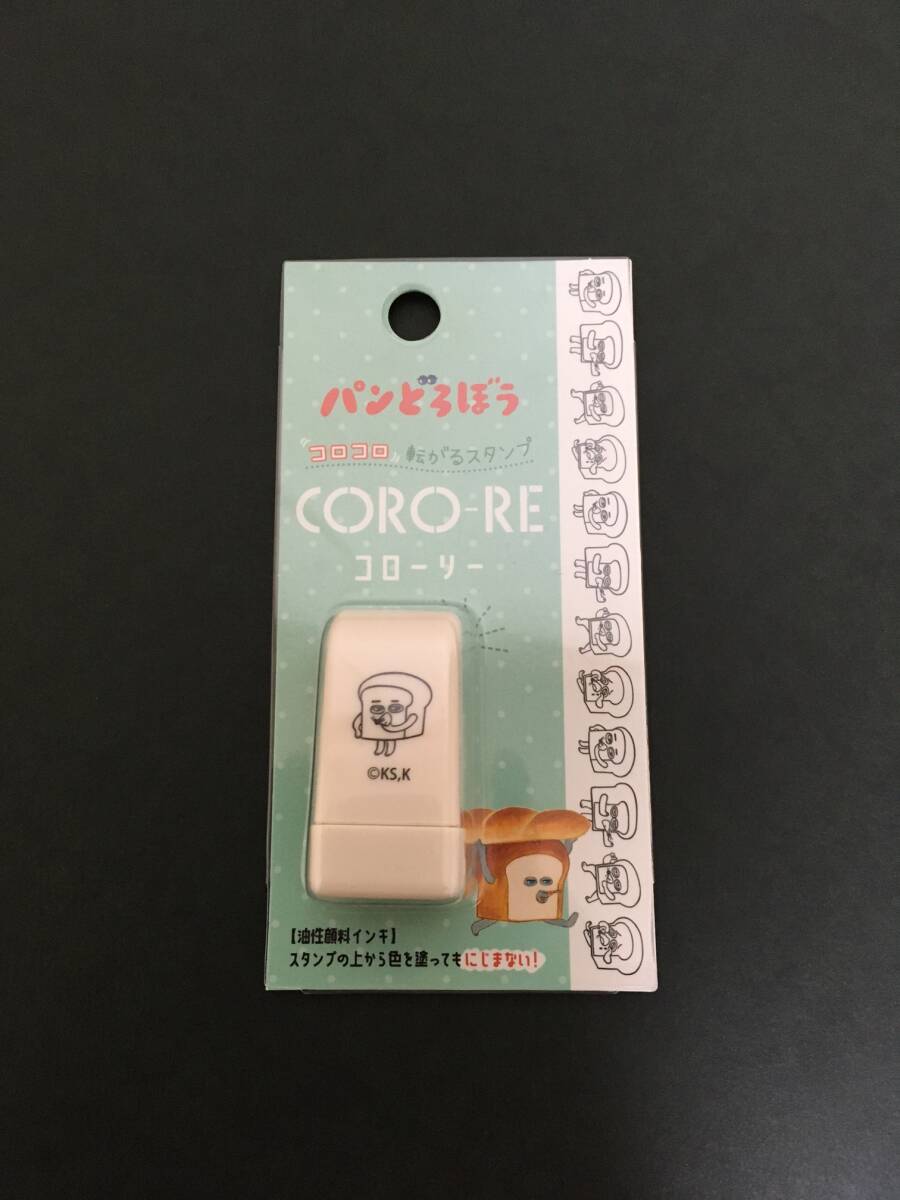 パンどろぼう
コロコロ 転がるスタンプ
CORO-RE
コローリー
©KS,K
【油性顔料インキ】
スタンプの上から色を塗ってもにじまない!